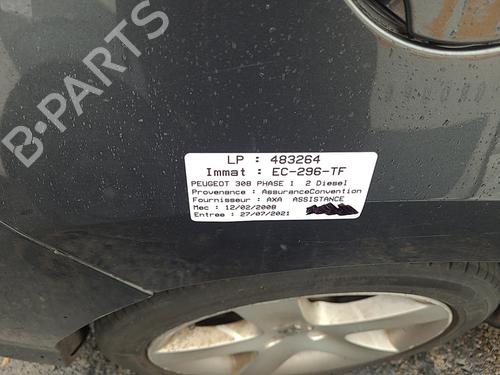 B-PARTS
LP : 483264
Immat : EC-296-TF
PEUGEOT 308 PHASE 1 2 Diesel
Provenance : AssuranceConvention
Fournisseur : AXA ASSISTANCE
Mec : 12/02/2008
Entree : 27/07/2021